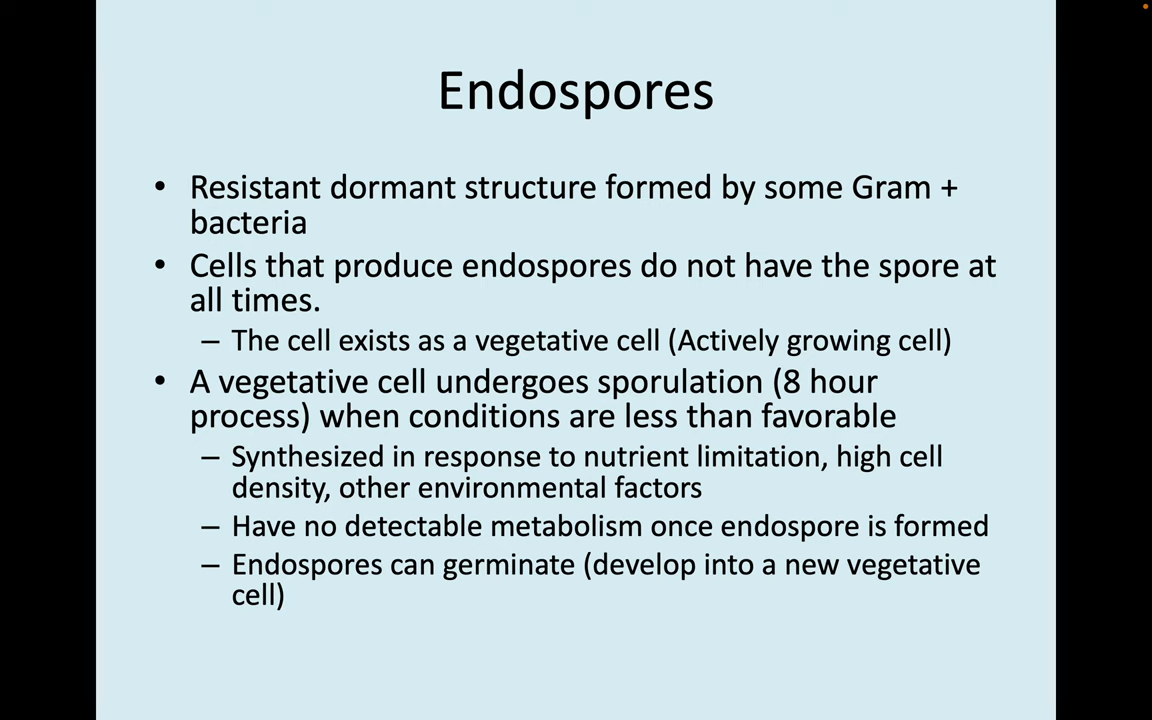 Endospores
• Resistant dormant structure formed by some Gram +
bacteria
• Cells that produce endospores do not have the spore at
all times.
– The cell exists as a vegetative cell (Actively growing cell)
• A vegetative cell undergoes sporulation (8 hour
process) when conditions are less than favorable
– Synthesized in response to nutrient limitation, high cell
density, other environmental factors
– Have no detectable metabolism once endospore is formed
– Endospores can germinate (develop into a new vegetative
cell)